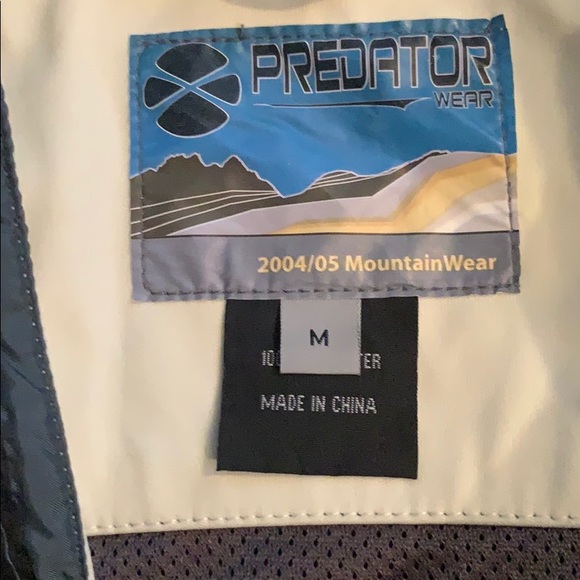 PREDATOR
WEAR
2004/05 MountainWear
M
MADE IN CHINA